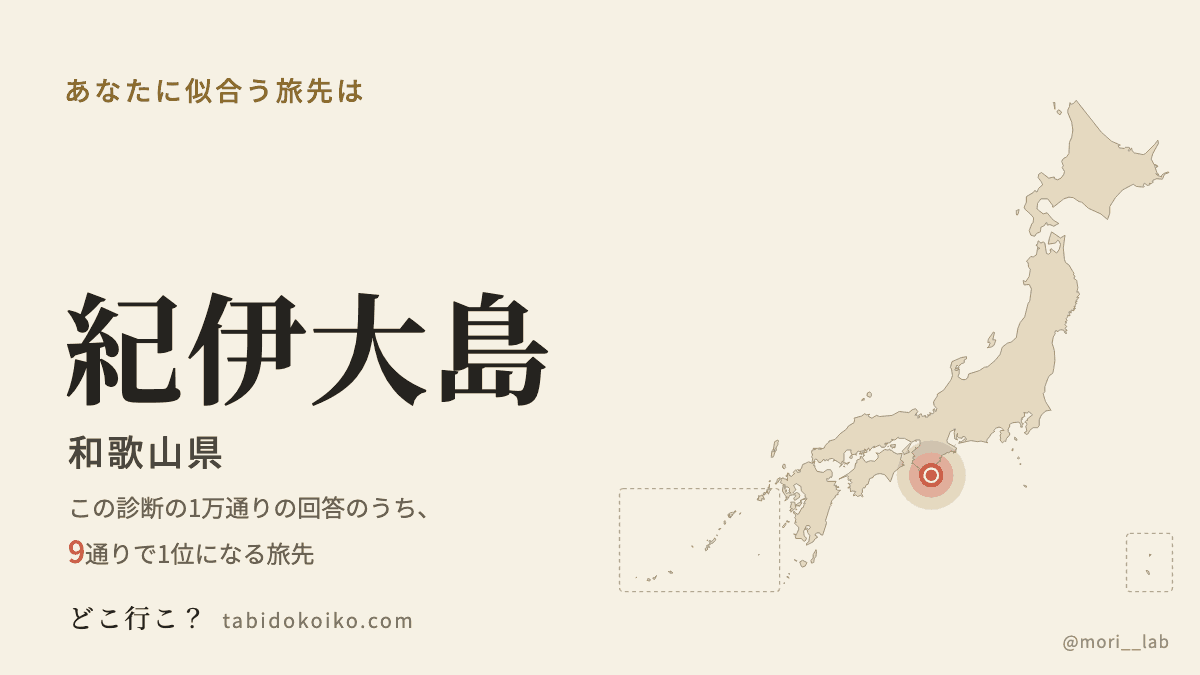 あなたに似合う旅先は
紀伊大島
和歌山県
この診断の1万通りの回答のうち、
9通りで1位になる旅先
どこ行こ？ tabidokoiko.com
@mori__lab